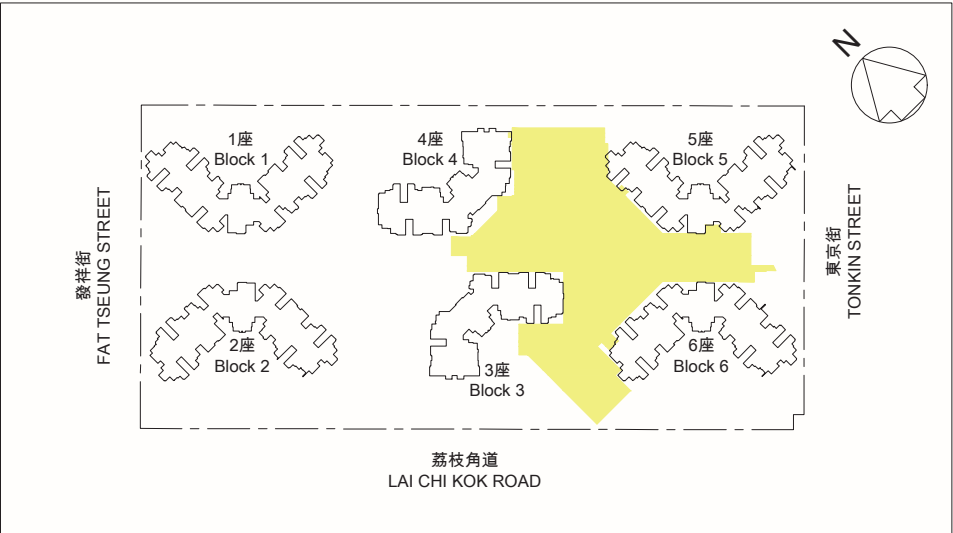 N
1座
Block 1
4座
Block 4
5座
Block 5
發祥街
FAT TSEUNG STREET
東京街
TONKIN STREET
2座
Block 2
3座
Block 3
6座
Block 6
荔枝角道
LAI CHI KOK ROAD